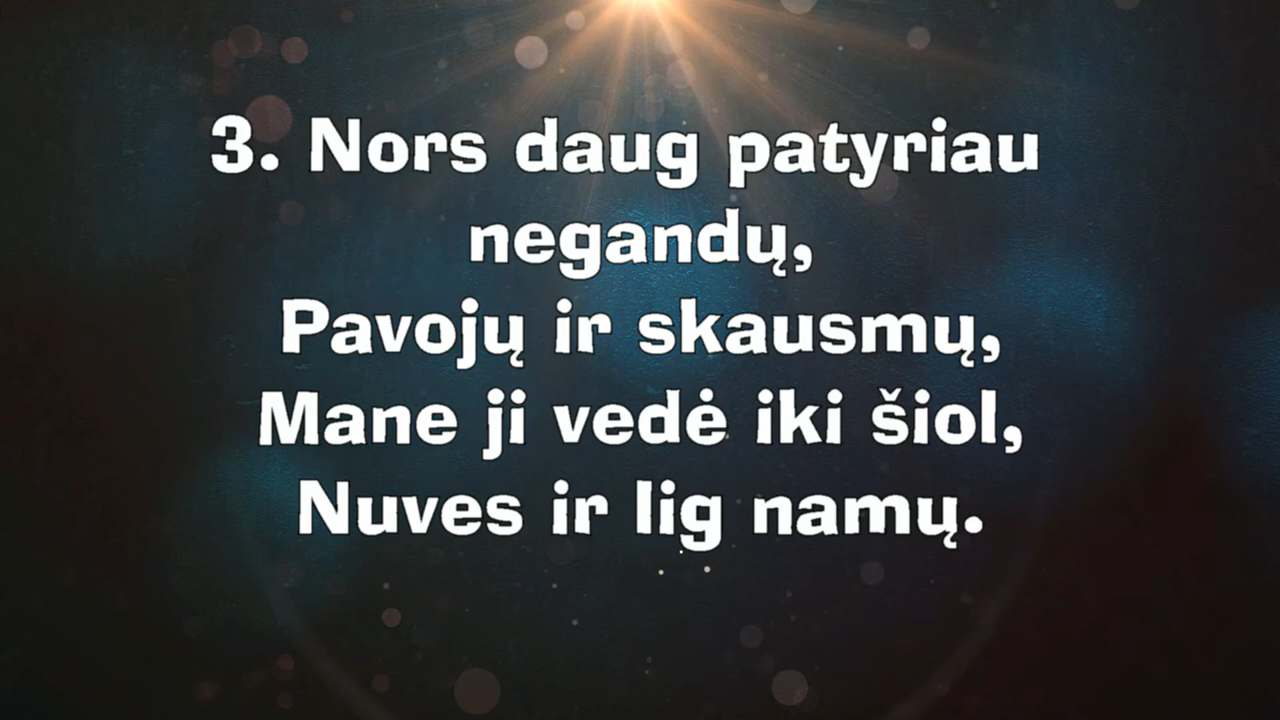 3. Nors daug patyriau
negandų,
Pavojų ir skausmų,
Mane ji vedė iki šiol,
Nuves ir lig namų.